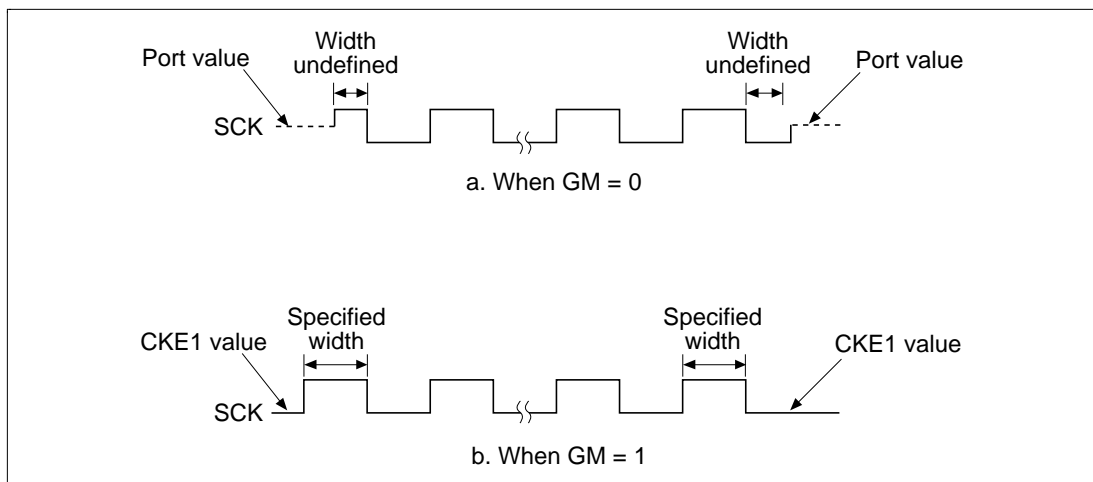 Width
undefined
Width
undefined
Port value
Port value
SCK
a. When GM = 0
Specified
width
Specified
width
CKE1 value
CKE1 value
SCK
b. When GM = 1